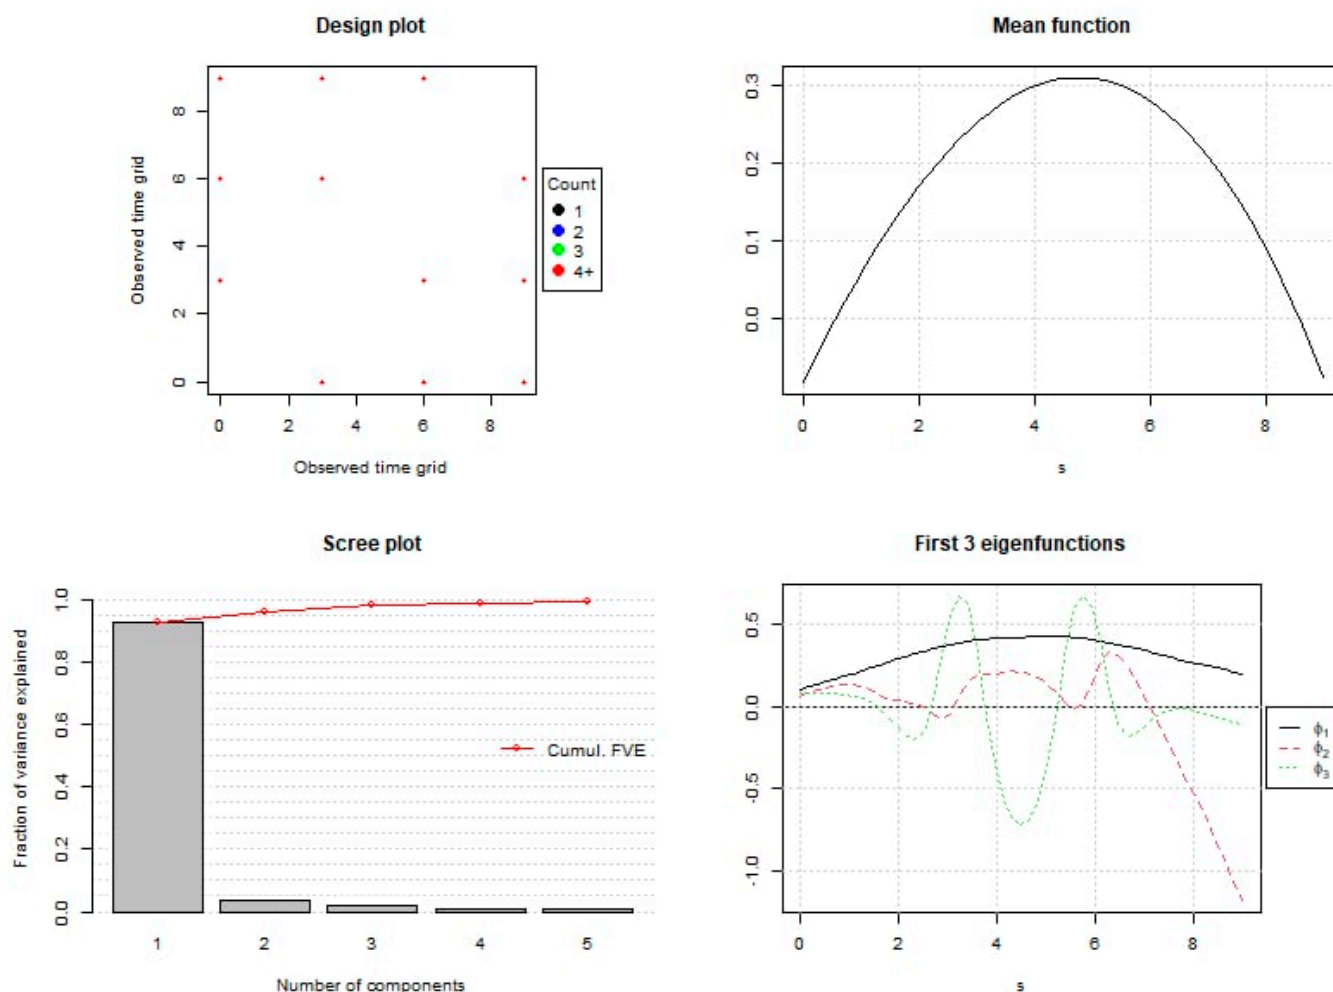 Design plot
Observed time grid
8
6
4
2
0
0 2 4 6 8
Observed time grid
Count
1
2
3
4+
Mean function
0.3
0.2
0.1
0.0
0 2 4 6 8
s
Scree plot
Fraction of variance explained
1.0
0.8
0.6
0.4
0.2
0.0
Cumul. FVE
1 2 3 4 5
Number of components
First 3 eigenfunctions
0.5
0.0
-0.5
-1.0
0 2 4 6 8
s
ϕ1
ϕ2
ϕ3